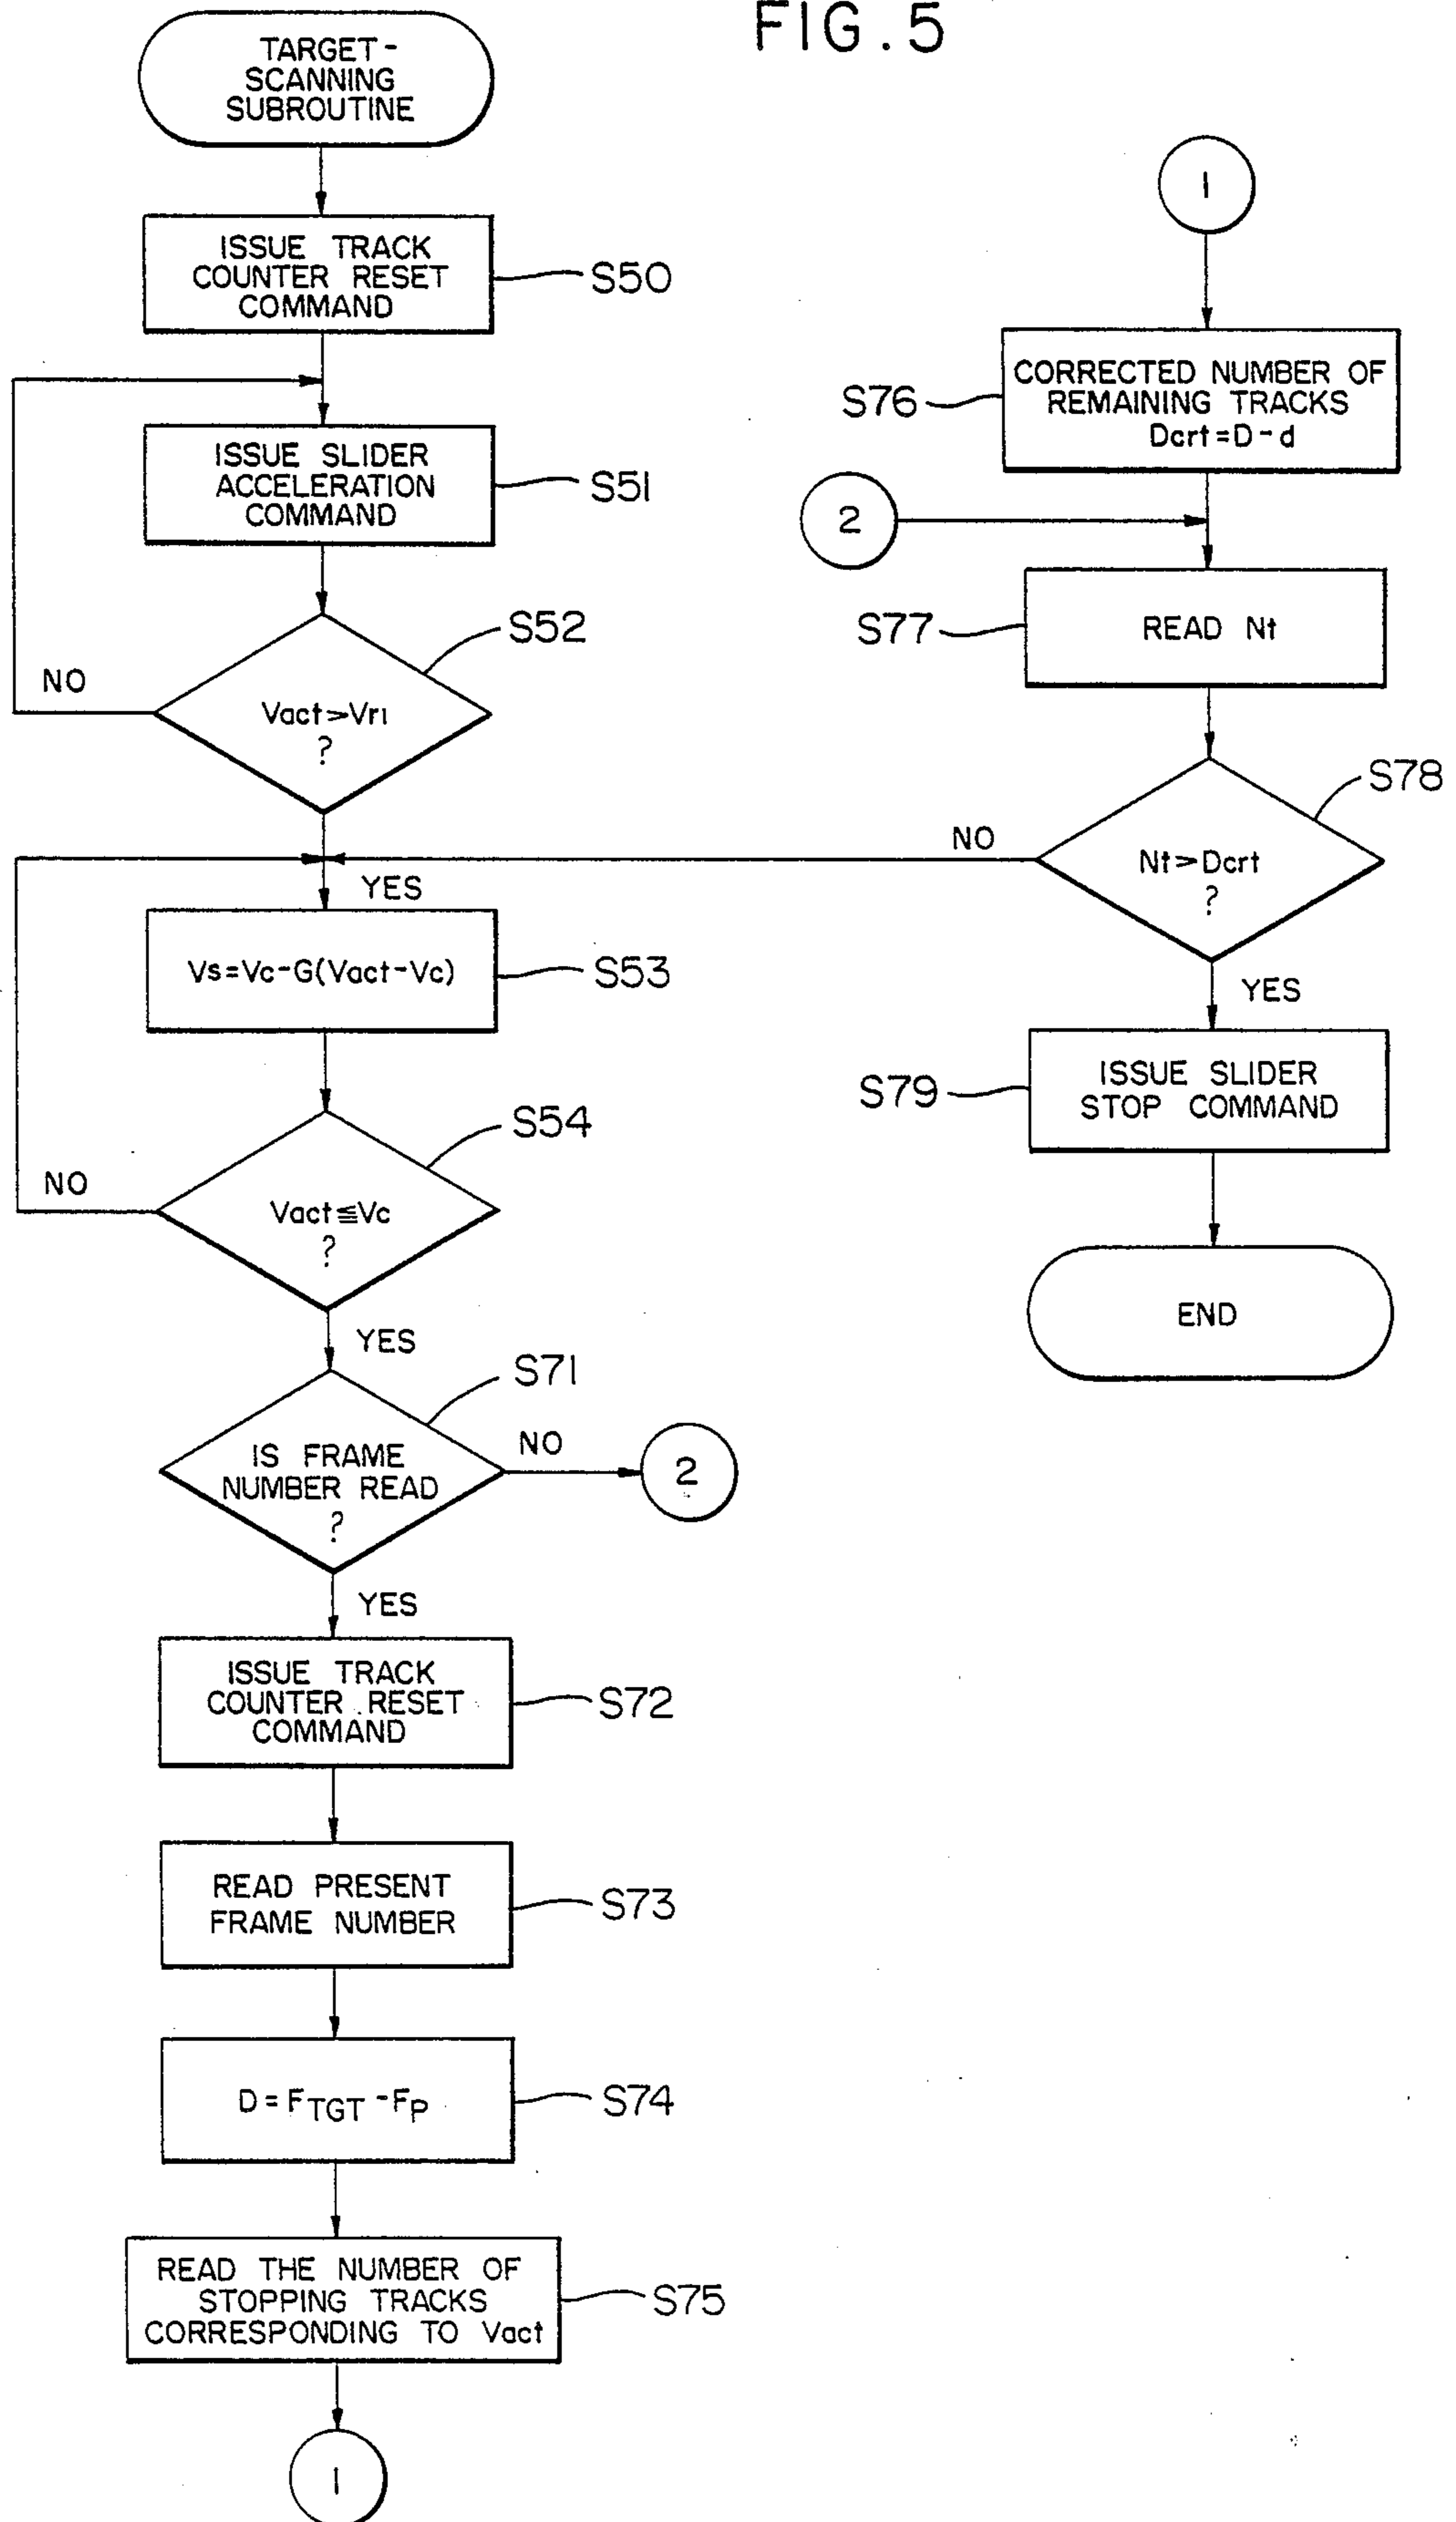 FIG. 5
TARGET-
SCANNING
SUBROUTINE
ISSUE TRACK
COUNTER RESET
COMMAND
S50
ISSUE SLIDER
ACCELERATION
COMMAND
S51
S52
NO
Vact>Vr1
?
YES
Vs=Vc-G(Vact-Vc)
S53
S54
NO
Vact≦Vc
?
YES
S71
IS FRAME
NUMBER READ
?
NO
2
YES
ISSUE TRACK
COUNTER RESET
COMMAND
S72
READ PRESENT
FRAME NUMBER
S73
D=FTGT-FP
S74
READ THE NUMBER OF
STOPPING TRACKS
CORRESPONDING TO Vact
S75
1
1
S76
CORRECTED NUMBER OF
REMAINING TRACKS
Dcrt=D-d
2
S77
READ Nt
S78
NO
Nt>Dcrt
?
YES
S79
ISSUE SLIDER
STOP COMMAND
END